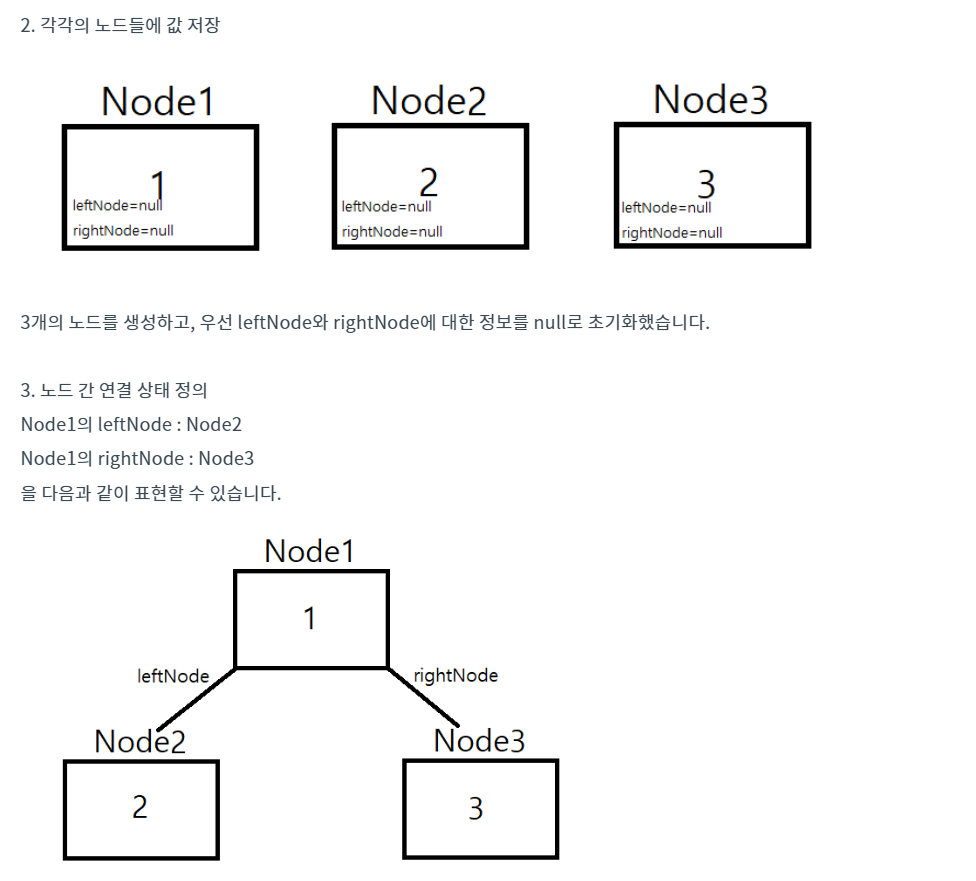 2. 각각의 노드들에 값 저장
Node1 Node2 Node3
1 2 3
leftNode=null leftNode=null leftNode=null
rightNode=null rightNode=null rightNode=null
3개의 노드를 생성하고, 우선 leftNode와 rightNode에 대한 정보를 null로 초기화했습니다.
3. 노드 간 연결 상태 정의
Node1의 leftNode : Node2
Node1의 rightNode : Node3
을 다음과 같이 표현할 수 있습니다.
Node1
1
leftNode rightNode
Node2 Node3
2 3